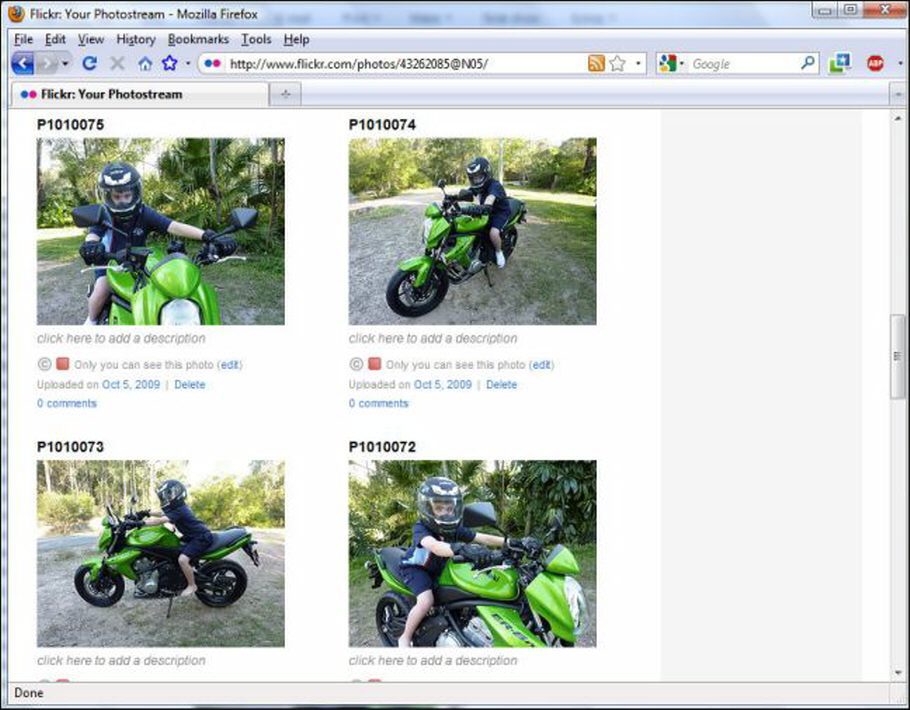 Flickr: Your Photostream - Mozilla Firefox
File Edit View History Bookmarks Tools Help
http://www.flickr.com/photos/43262085@N05/
Google
ABP
Flickr: Your Photostream
P1010075 P1010074
click here to add a description click here to add a description
© Only you can see this photo (edit) © Only you can see this photo (edit)
Uploaded on Oct 5, 2009 | Delete Uploaded on Oct 5, 2009 | Delete
0 comments 0 comments
P1010073 P1010072
ER-6n
click here to add a description click here to add a description
Done